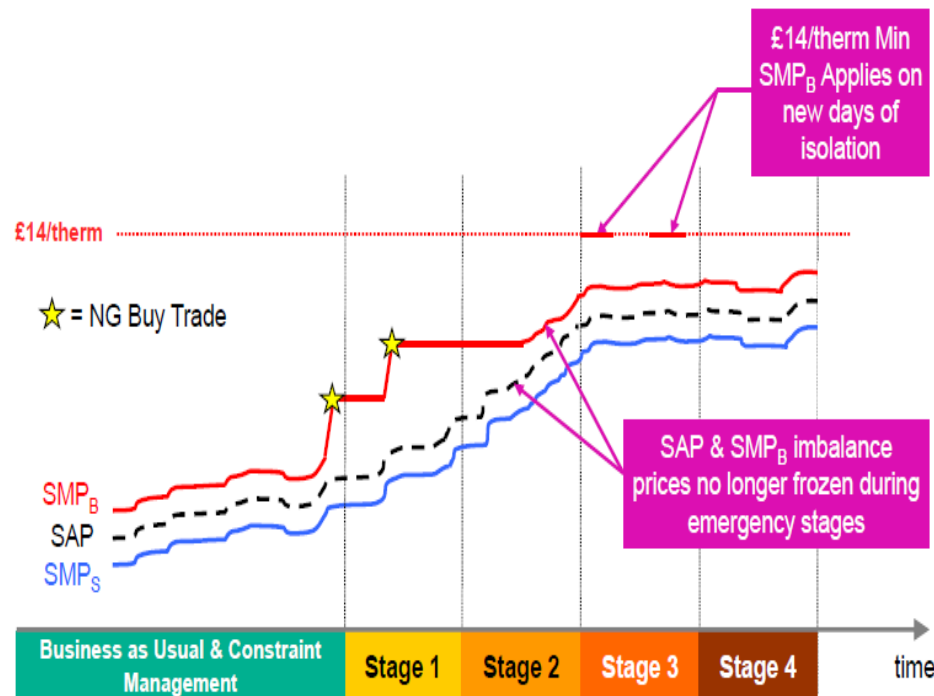 £14/therm Min
SMPB Applies on
new days of
isolation
£14/therm
= NG Buy Trade
SAP & SMPB imbalance
prices no longer frozen during
emergency stages
SMPB
SAP
SMPS
Business as Usual & Constraint
Management
Stage 1
Stage 2
Stage 3
Stage 4
time